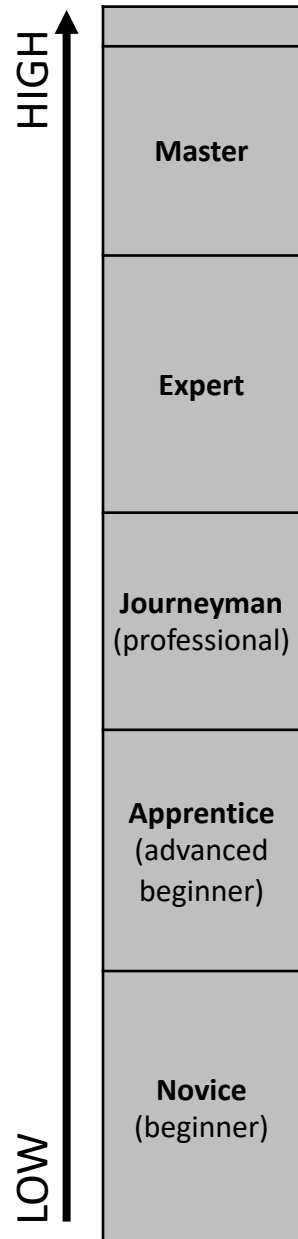 HIGH
Master
Expert
Journeyman
(professional)
Apprentice
(advanced
beginner)
Novice
(beginner)
LOW